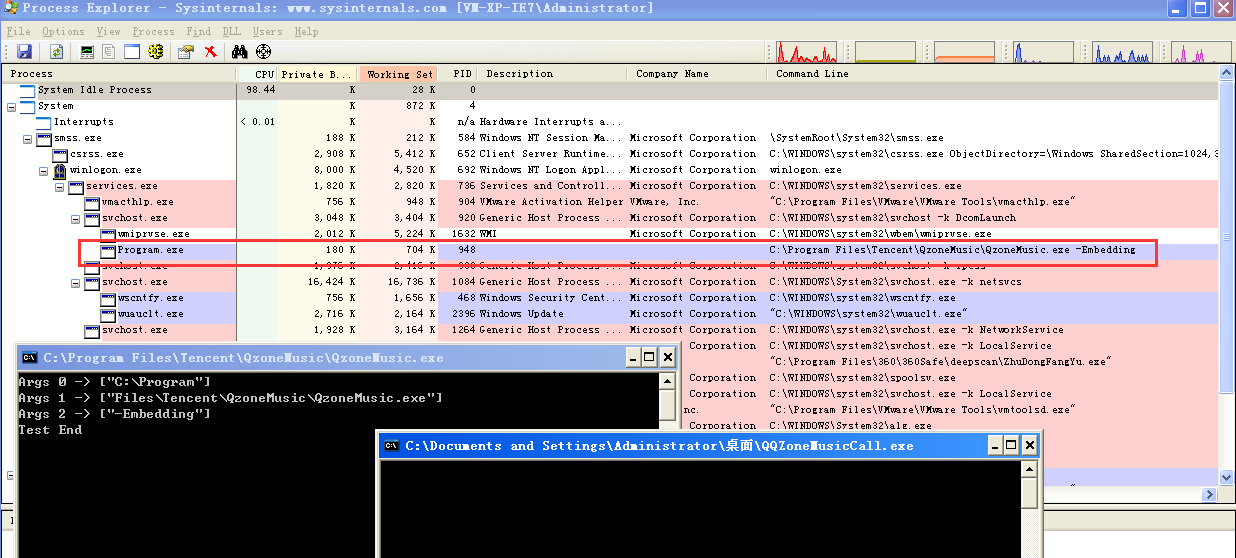 Process Explorer - Sysinternals: www.sysinternals.com [VM-XP-IE7\Administrator]
File Options View Process Find DLL Users Help
Process CPU Private B... Working Set PID Description Company Name Command Line
System Idle Process 98.44 K 28 K 0
System K 872 K 4
Interrupts < 0.01 K K n/a Hardware Interrupts a...
smss.exe 188 K 212 K 584 Windows NT Session Ma... Microsoft Corporation \SystemRoot\System32\smss.exe
csrss.exe 2,908 K 5,412 K 652 Client Server Runtime... Microsoft Corporation C:\WINDOWS\system32\csrss.exe ObjectDirectory=\Windows SharedSection=1024,3
winlogon.exe 8,000 K 4,520 K 692 Windows NT Logon Appl... Microsoft Corporation winlogon.exe
services.exe 1,820 K 2,820 K 736 Services and Controll... Microsoft Corporation C:\WINDOWS\system32\services.exe
vmacthlp.exe 756 K 948 K 904 VMware Activation Helper VMware, Inc. "C:\Program Files\VMware\VMware Tools\vmacthlp.exe"
svchost.exe 3,048 K 3,404 K 920 Generic Host Process ... Microsoft Corporation C:\WINDOWS\system32\svchost -k DcomLaunch
wmiprvse.exe 2,012 K 5,224 K 1632 WMI Microsoft Corporation C:\WINDOWS\system32\wbem\wmiprvse.exe
Program.exe 180 K 704 K 948 C:\Program Files\Tencent\QzoneMusic\QzoneMusic.exe -Embedding
svchost.exe Generic Host Process ... Microsoft Corporation C:\WINDOWS\system32\svchost -k rpcss
svchost.exe 16,424 K 16,736 K 1084 Generic Host Process ... Microsoft Corporation C:\WINDOWS\System32\svchost.exe -k netsvcs
wscntfy.exe 756 K 1,656 K 468 Windows Security Cent... Microsoft Corporation C:\WINDOWS\system32\wscntfy.exe
wuauclt.exe 2,716 K 2,164 K 2396 Windows Update Microsoft Corporation "C:\WINDOWS\system32\wuauclt.exe"
svchost.exe 1,928 K 3,164 K 1264 Generic Host Process ... Microsoft Corporation C:\WINDOWS\system32\svchost.exe -k NetworkService
Corporation C:\WINDOWS\system32\svchost.exe -k LocalService
"C:\Program Files\360\360Safe\deepscan\ZhuDongFangYu.exe"
Corporation C:\WINDOWS\system32\spoolsv.exe
Corporation C:\WINDOWS\system32\svchost.exe -k LocalService
nc. "C:\Program Files\VMware\VMware Tools\vmtoolsd.exe"
Corporation C:\WINDOWS\System32\alg.exe
C:\Program Files\Tencent\QzoneMusic\QzoneMusic.exe
Args 0 -> ["C:\Program"]
Args 1 -> ["Files\Tencent\QzoneMusic\QzoneMusic.exe"]
Args 2 -> ["-Embedding"]
Test End
C:\Documents and Settings\Administrator\桌面\QQZoneMusicCall.exe